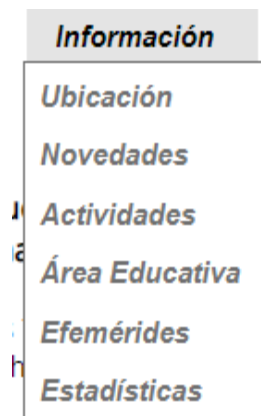 Información
Ubicación
Novedades
Actividades
Área Educativa
Efemérides
Estadísticas